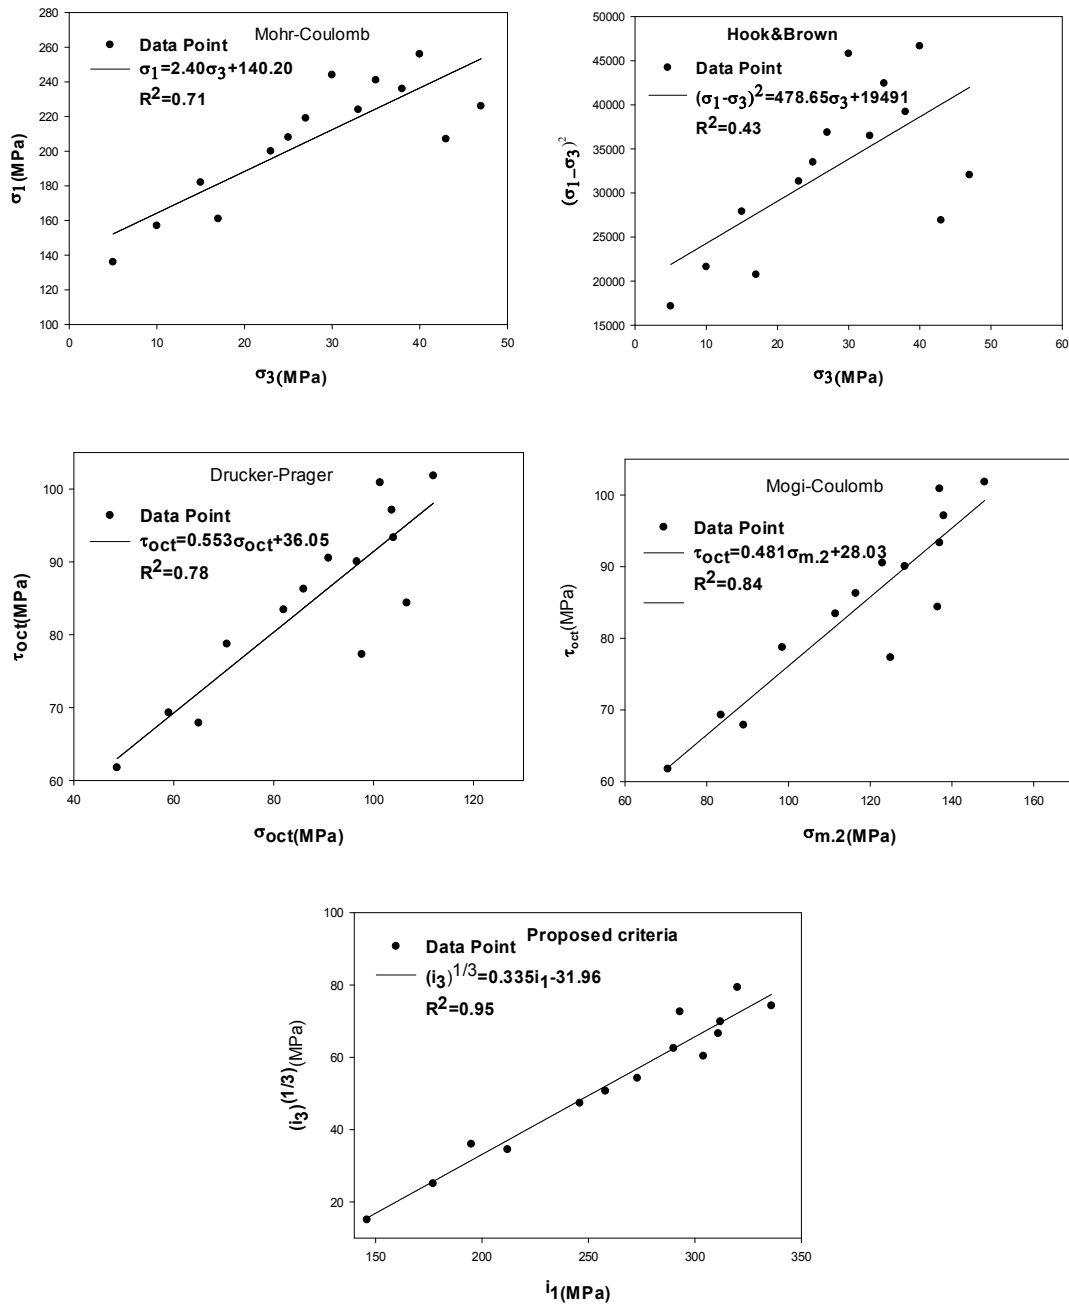 Mohr-Coulomb
Data Point
σ1=2.40σ3+140.20
R2=0.71
280
260
240
220
200
180
160
140
120
100
0 10 20 30 40 50
σ1(MPa)
σ3(MPa)
Hook&Brown
Data Point
(σ1-σ3)2=478.65σ3+19491
R2=0.43
50000
45000
40000
35000
30000
25000
20000
15000
0 10 20 30 40 50 60
(σ1–σ3)2
σ3(MPa)
Drucker-Prager
Data Point
τoct=0.553σoct+36.05
R2=0.78
100
90
80
70
60
40 60 80 100 120
τoct(MPa)
σoct(MPa)
Mogi-Coulomb
Data Point
τoct=0.481σm.2+28.03
R2=0.84
100
90
80
70
60
60 80 100 120 140 160
τoct(MPa)
σm.2(MPa)
Proposed criteria
Data Point
(i3)1/3=0.335i1-31.96
R2=0.95
100
80
60
40
20
150 200 250 300 350
(i3)(1/3)(MPa)
i1(MPa)